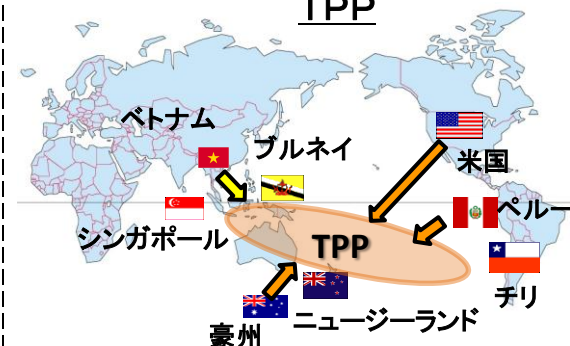 TPP
ベトナム
ブルネイ
米国
ペルー
シンガポール
TPP
チリ
ニュージーランド
豪州